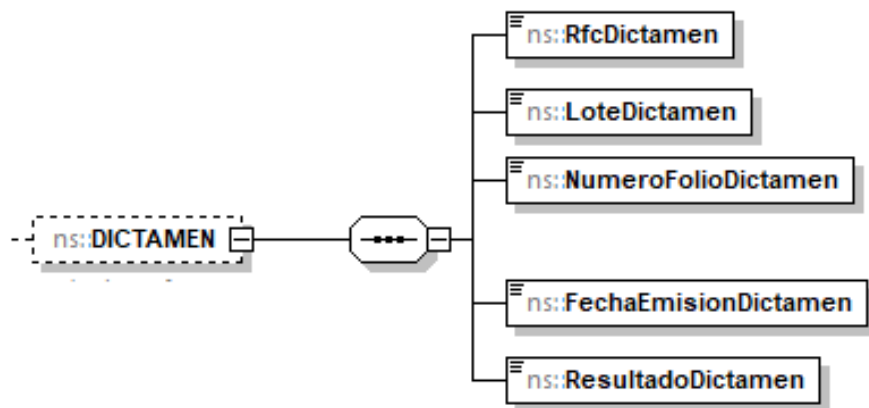 ns::RfcDictamen
ns::LoteDictamen
ns::NumeroFolioDictamen
ns::DICTAMEN
ns::FechaEmisionDictamen
ns::ResultadoDictamen